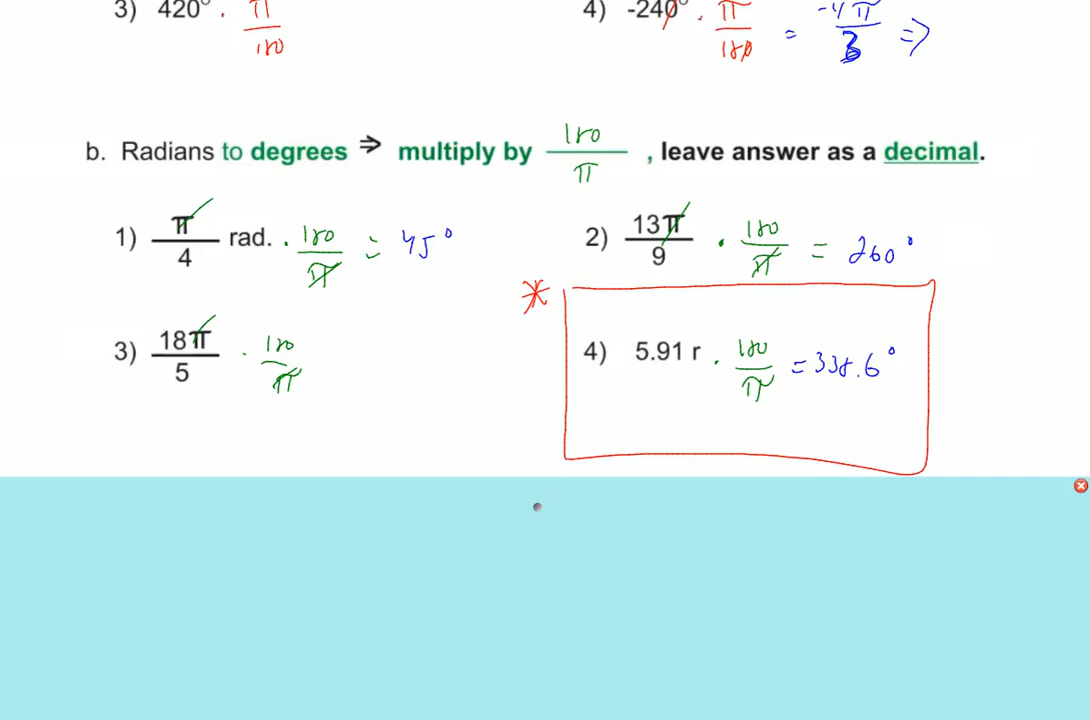 3) 420° · π/180
4) -240° · π/180 = -4π/3 ⇒
b. Radians to degrees ⇒ multiply by 180/π , leave answer as a decimal.
1) π/4 rad. · 180/π = 45°
2) 13π/9 · 180/π = 260°
3) 18π/5 · 180/π
* 4) 5.91 r · 180/π = 338.6°